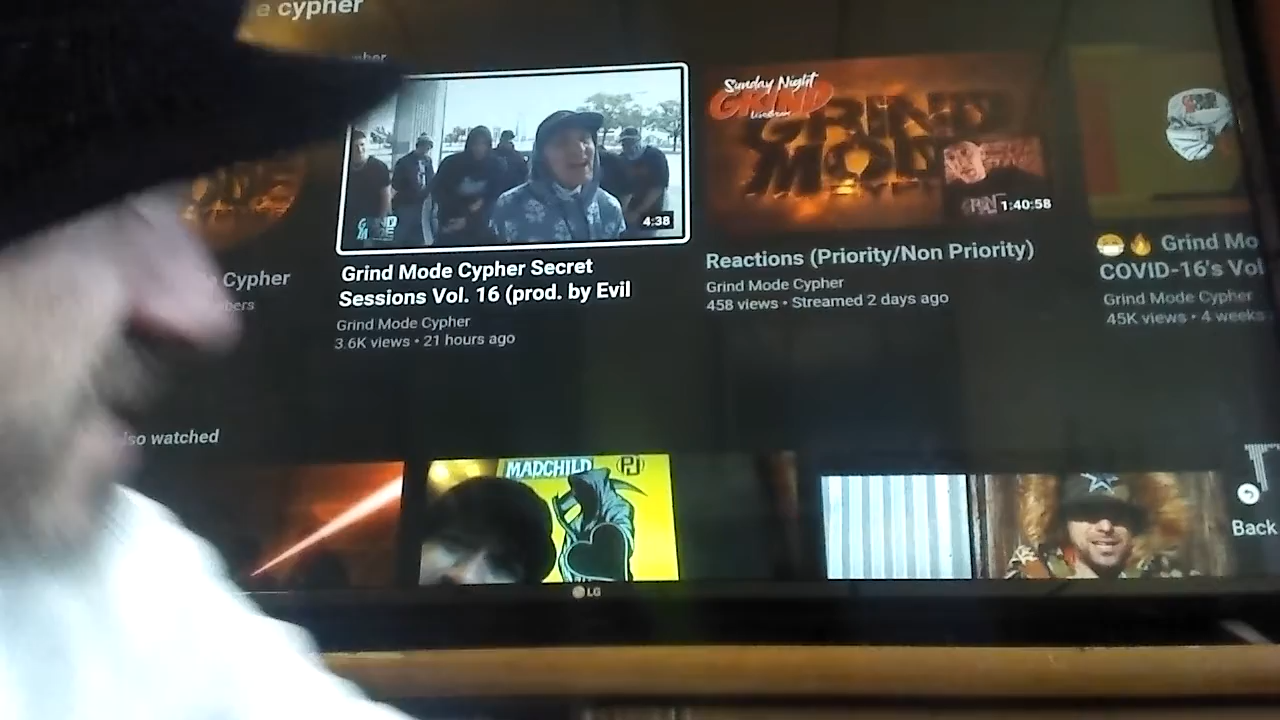 e cypher
Sunday Night
GRIND
GRIND
MODE
4:38
1:40:58
Cypher
Grind Mode Cypher Secret
Sessions Vol. 16 (prod. by Evil
Grind Mode Cypher
3.6K views • 21 hours ago
Reactions (Priority/Non Priority)
Grind Mode Cypher
458 views • Streamed 2 days ago
Grind Mo
COVID-16's Vol
Grind Mode Cypher
45K views • 4 weeks
so watched
MADCHILD
Back
LG